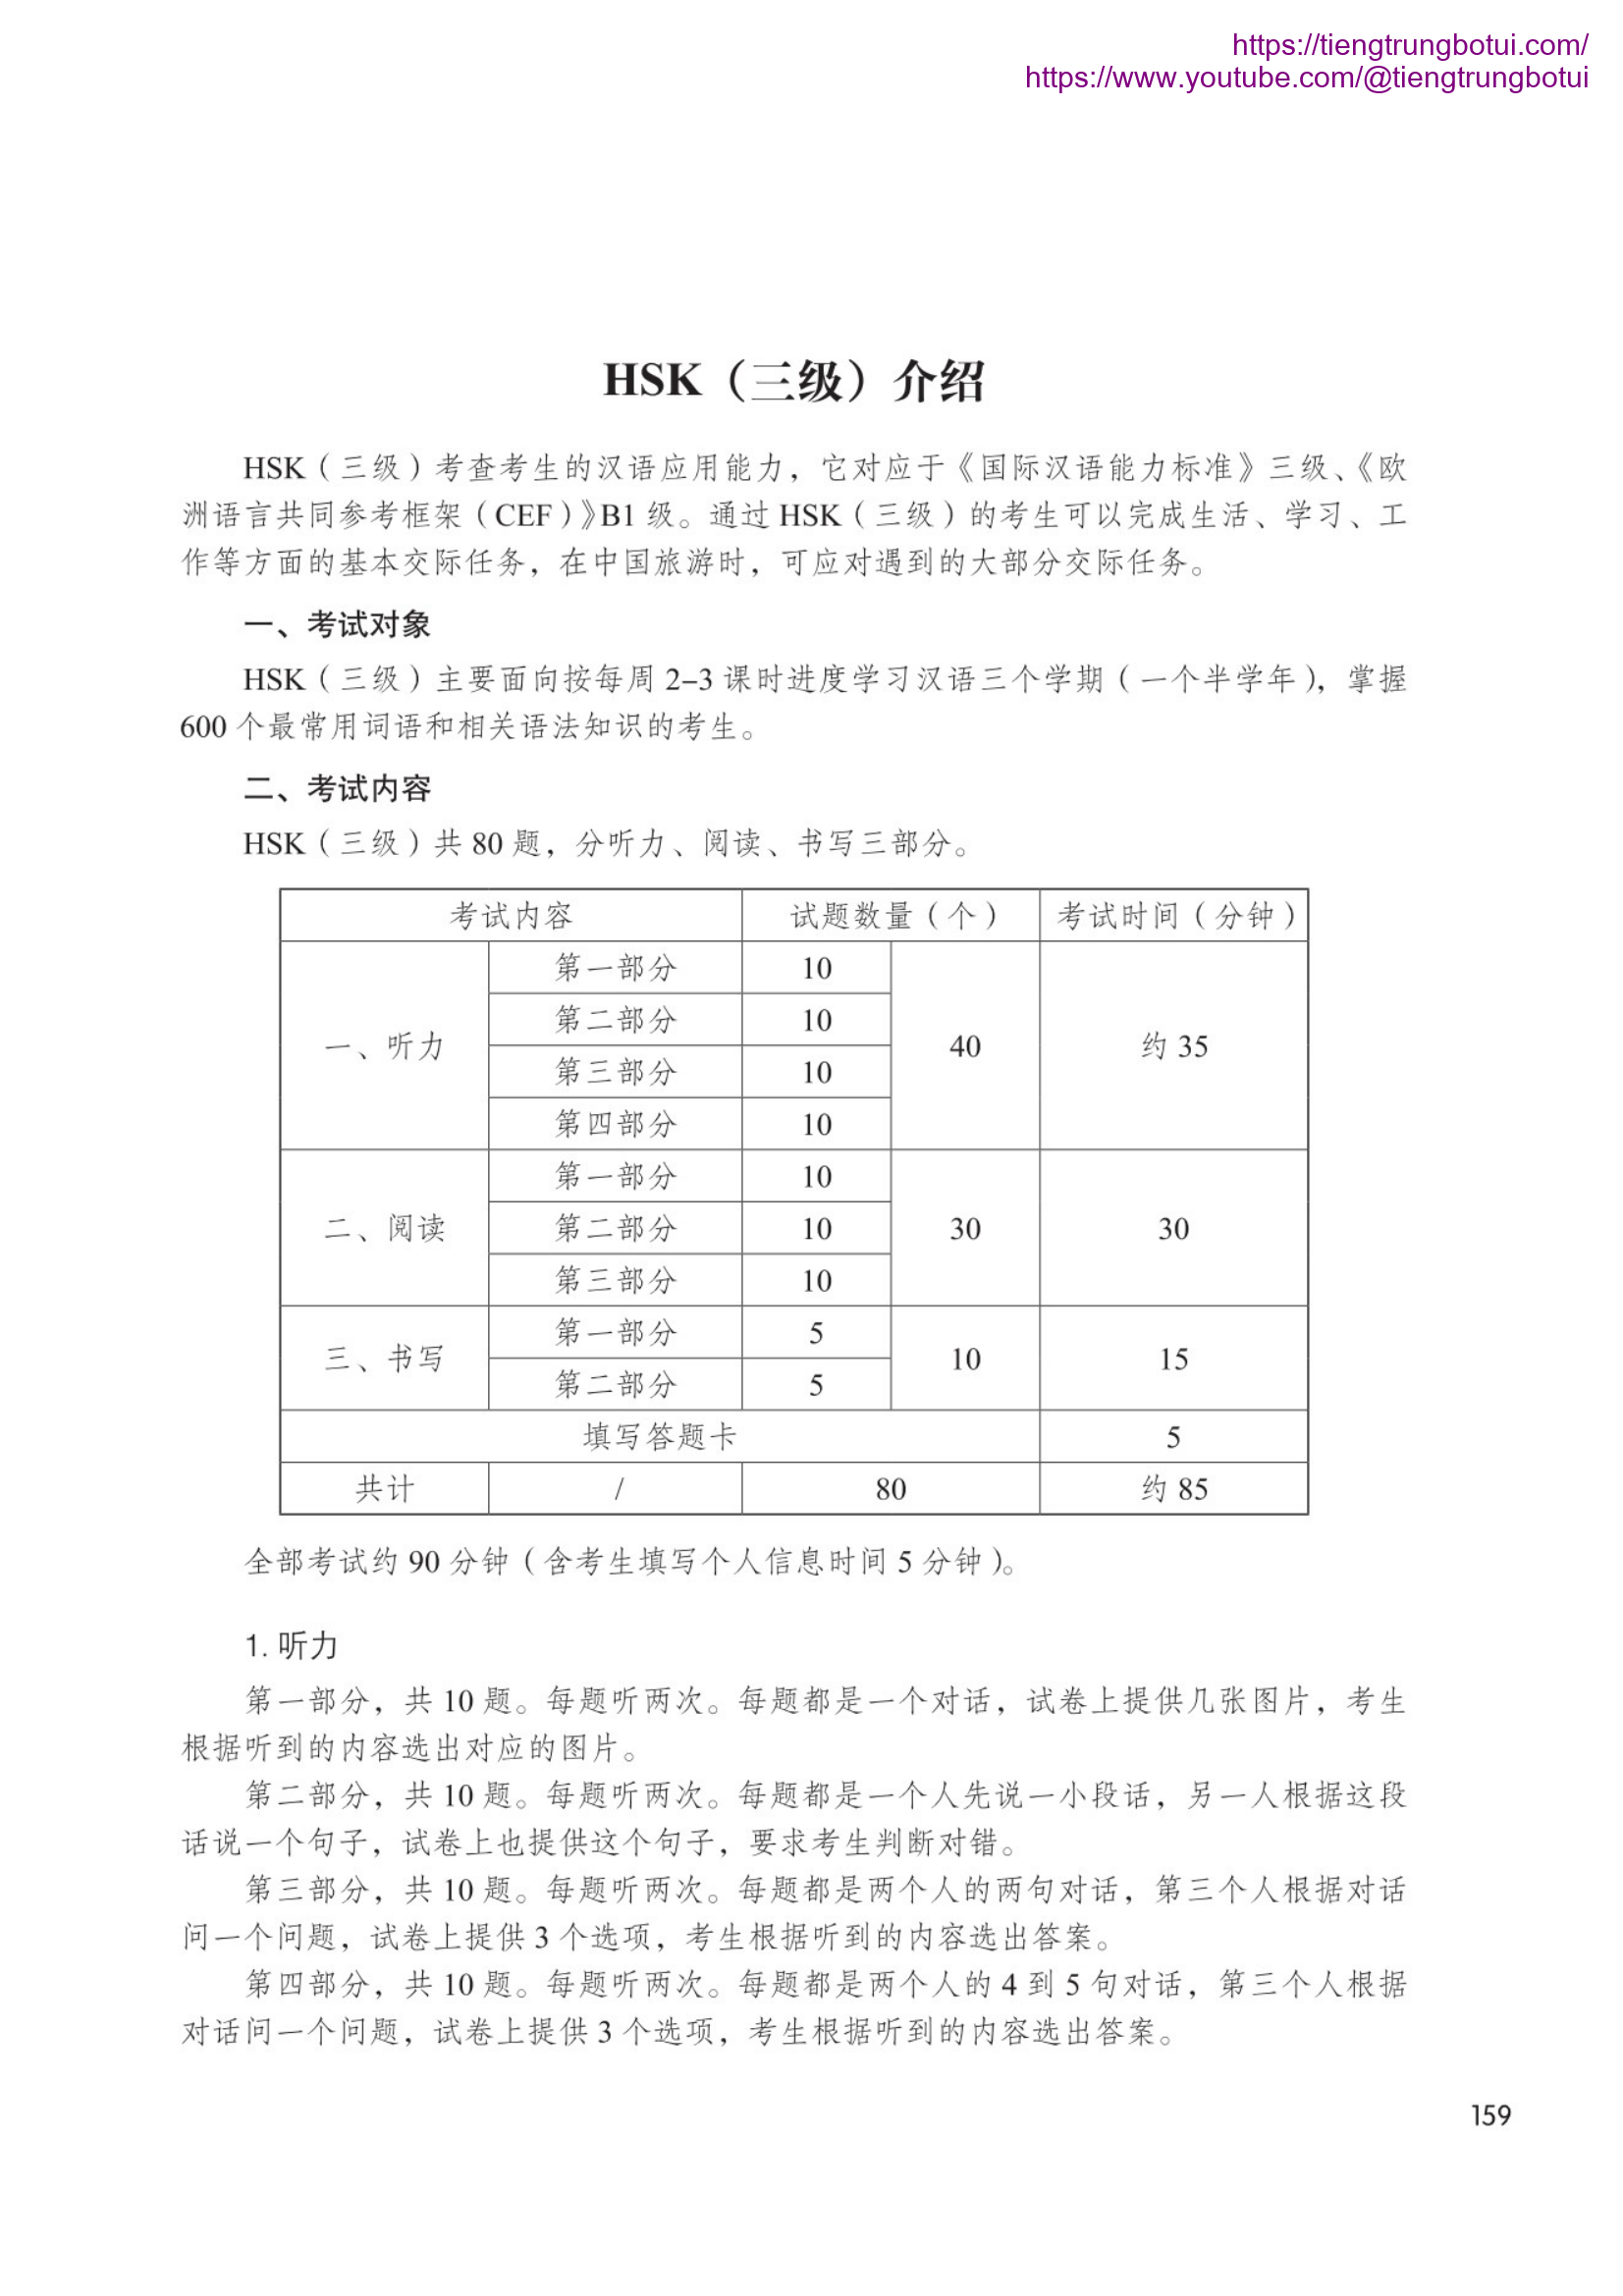 https://tiengtrungbotui.com/
https://www.youtube.com/@tiengtrungbotui
HSK（三级）介绍
HSK（三级）考查考生的汉语应用能力，它对应于《国际汉语能力标准》三级、《欧
洲语言共同参考框架（CEF）》B1 级。通过 HSK（三级）的考生可以完成生活、学习、工
作等方面的基本交际任务，在中国旅游时，可应对遇到的大部分交际任务。
一、考试对象
HSK（三级）主要面向按每周 2–3 课时进度学习汉语三个学期（一个半学年），掌握
600 个最常用词语和相关语法知识的考生。
二、考试内容
HSK（三级）共 80 题，分听力、阅读、书写三部分。
考试内容 试题数量（个） 考试时间（分钟）
第一部分 10
第二部分 10
一、听力 40 约 35
第三部分 10
第四部分 10
第一部分 10
二、阅读 第二部分 10 30 30
第三部分 10
第一部分 5
三、书写 10 15
第二部分 5
填写答题卡 5
共计 / 80 约 85
全部考试约 90 分钟（含考生填写个人信息时间 5 分钟）。
1. 听力
第一部分，共 10 题。每题听两次。每题都是一个对话，试卷上提供几张图片，考生
根据听到的内容选出对应的图片。
第二部分，共 10 题。每题听两次。每题都是一个人先说一小段话，另一人根据这段
话说一个句子，试卷上也提供这个句子，要求考生判断对错。
第三部分，共 10 题。每题听两次。每题都是两个人的两句对话，第三个人根据对话
问一个问题，试卷上提供 3 个选项，考生根据听到的内容选出答案。
第四部分，共 10 题。每题听两次。每题都是两个人的 4 到 5 句对话，第三个人根据
对话问一个问题，试卷上提供 3 个选项，考生根据听到的内容选出答案。
159